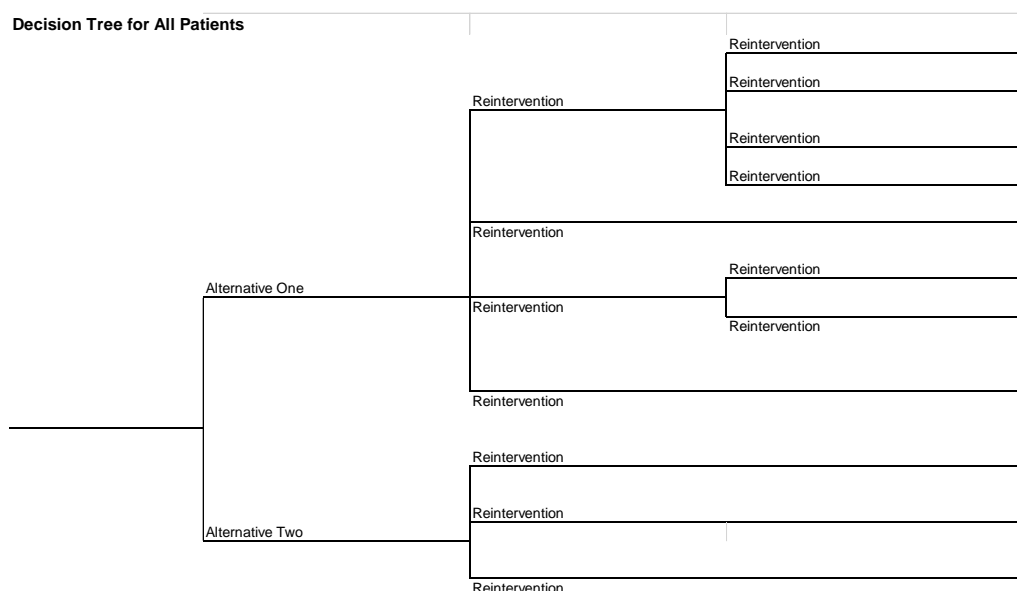 Decision Tree for All Patients
Reintervention
Reintervention
Reintervention
Reintervention
Reintervention
Reintervention
Reintervention
Alternative One
Reintervention
Reintervention
Reintervention
Reintervention
Reintervention
Alternative Two
Reintervention